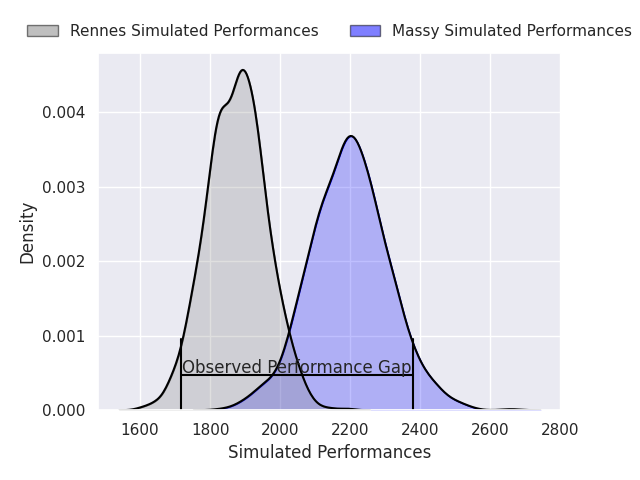 Rennes Simulated Performances
Massy Simulated Performances
Density
0.004
0.003
0.002
0.001
0.000
Observed Performance Gap
1600 1800 2000 2200 2400 2600 2800
Simulated Performances